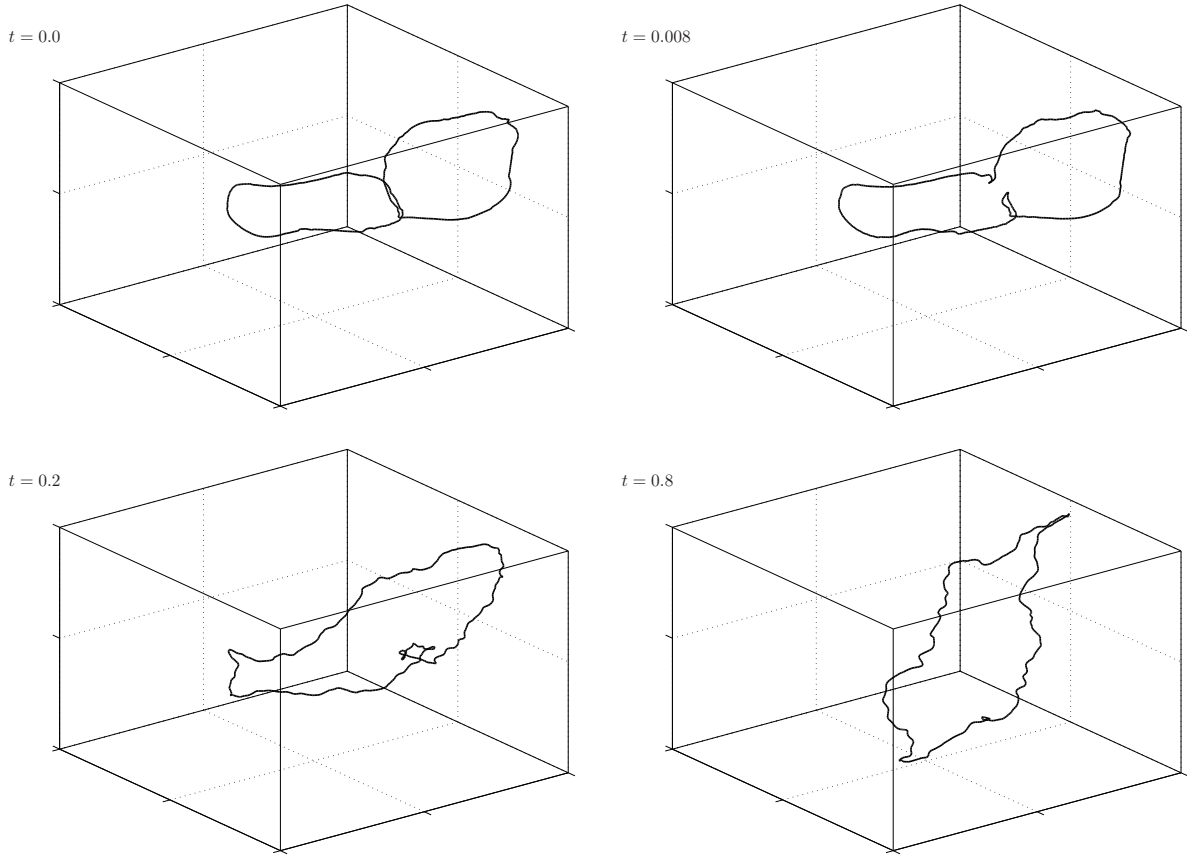 t = 0.0
t = 0.008
t = 0.2
t = 0.8